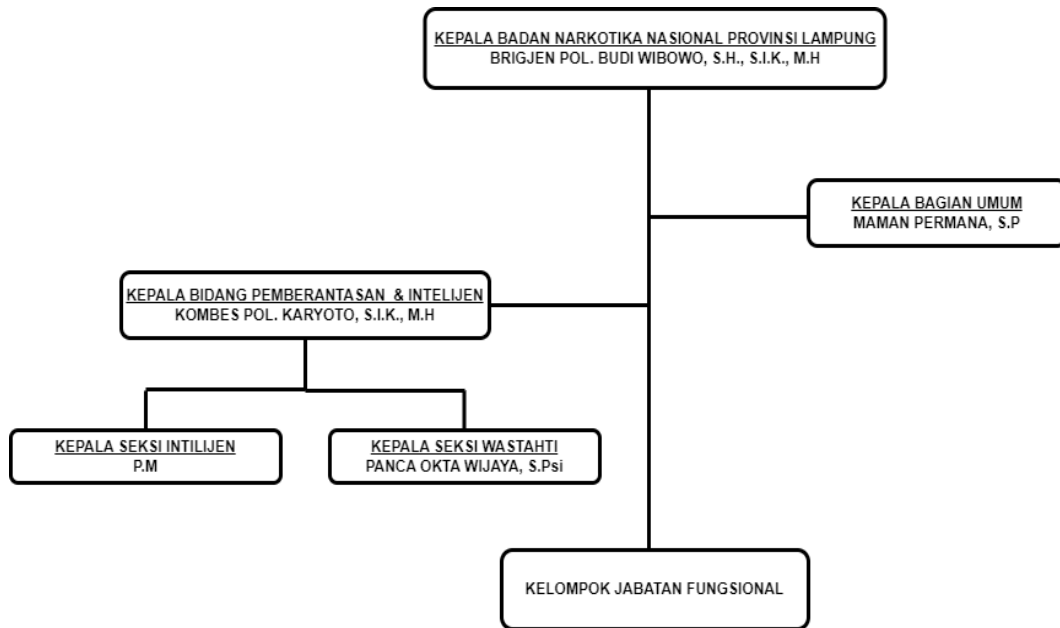 KEPALA BADAN NARKOTIKA NASIONAL PROVINSI LAMPUNG
BRIGJEN POL. BUDI WIBOWO, S.H., S.I.K., M.H
KEPALA BAGIAN UMUM
MAMAN PERMANA, S.P
KEPALA BIDANG PEMBERANTASAN & INTELIJEN
KOMBES POL. KARYOTO, S.I.K., M.H
KEPALA SEKSI INTILIJEN
P.M
KEPALA SEKSI WASTAHTI
PANCA OKTA WIJAYA, S.Psi
KELOMPOK JABATAN FUNGSIONAL